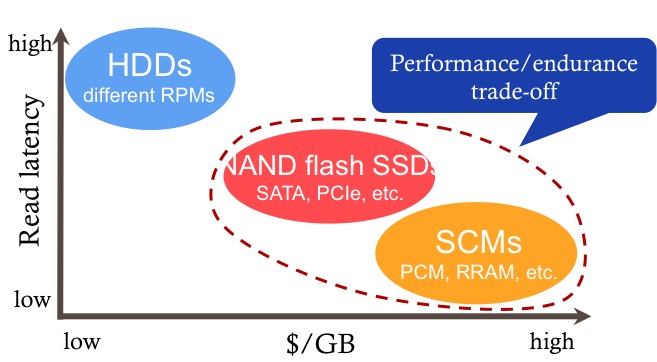 high
HDDs
different RPMs
Performance/endurance
trade-off
Read latency
NAND flash SSDs
SATA, PCIe, etc.
SCMs
PCM, RRAM, etc.
low
low
$/GB
high